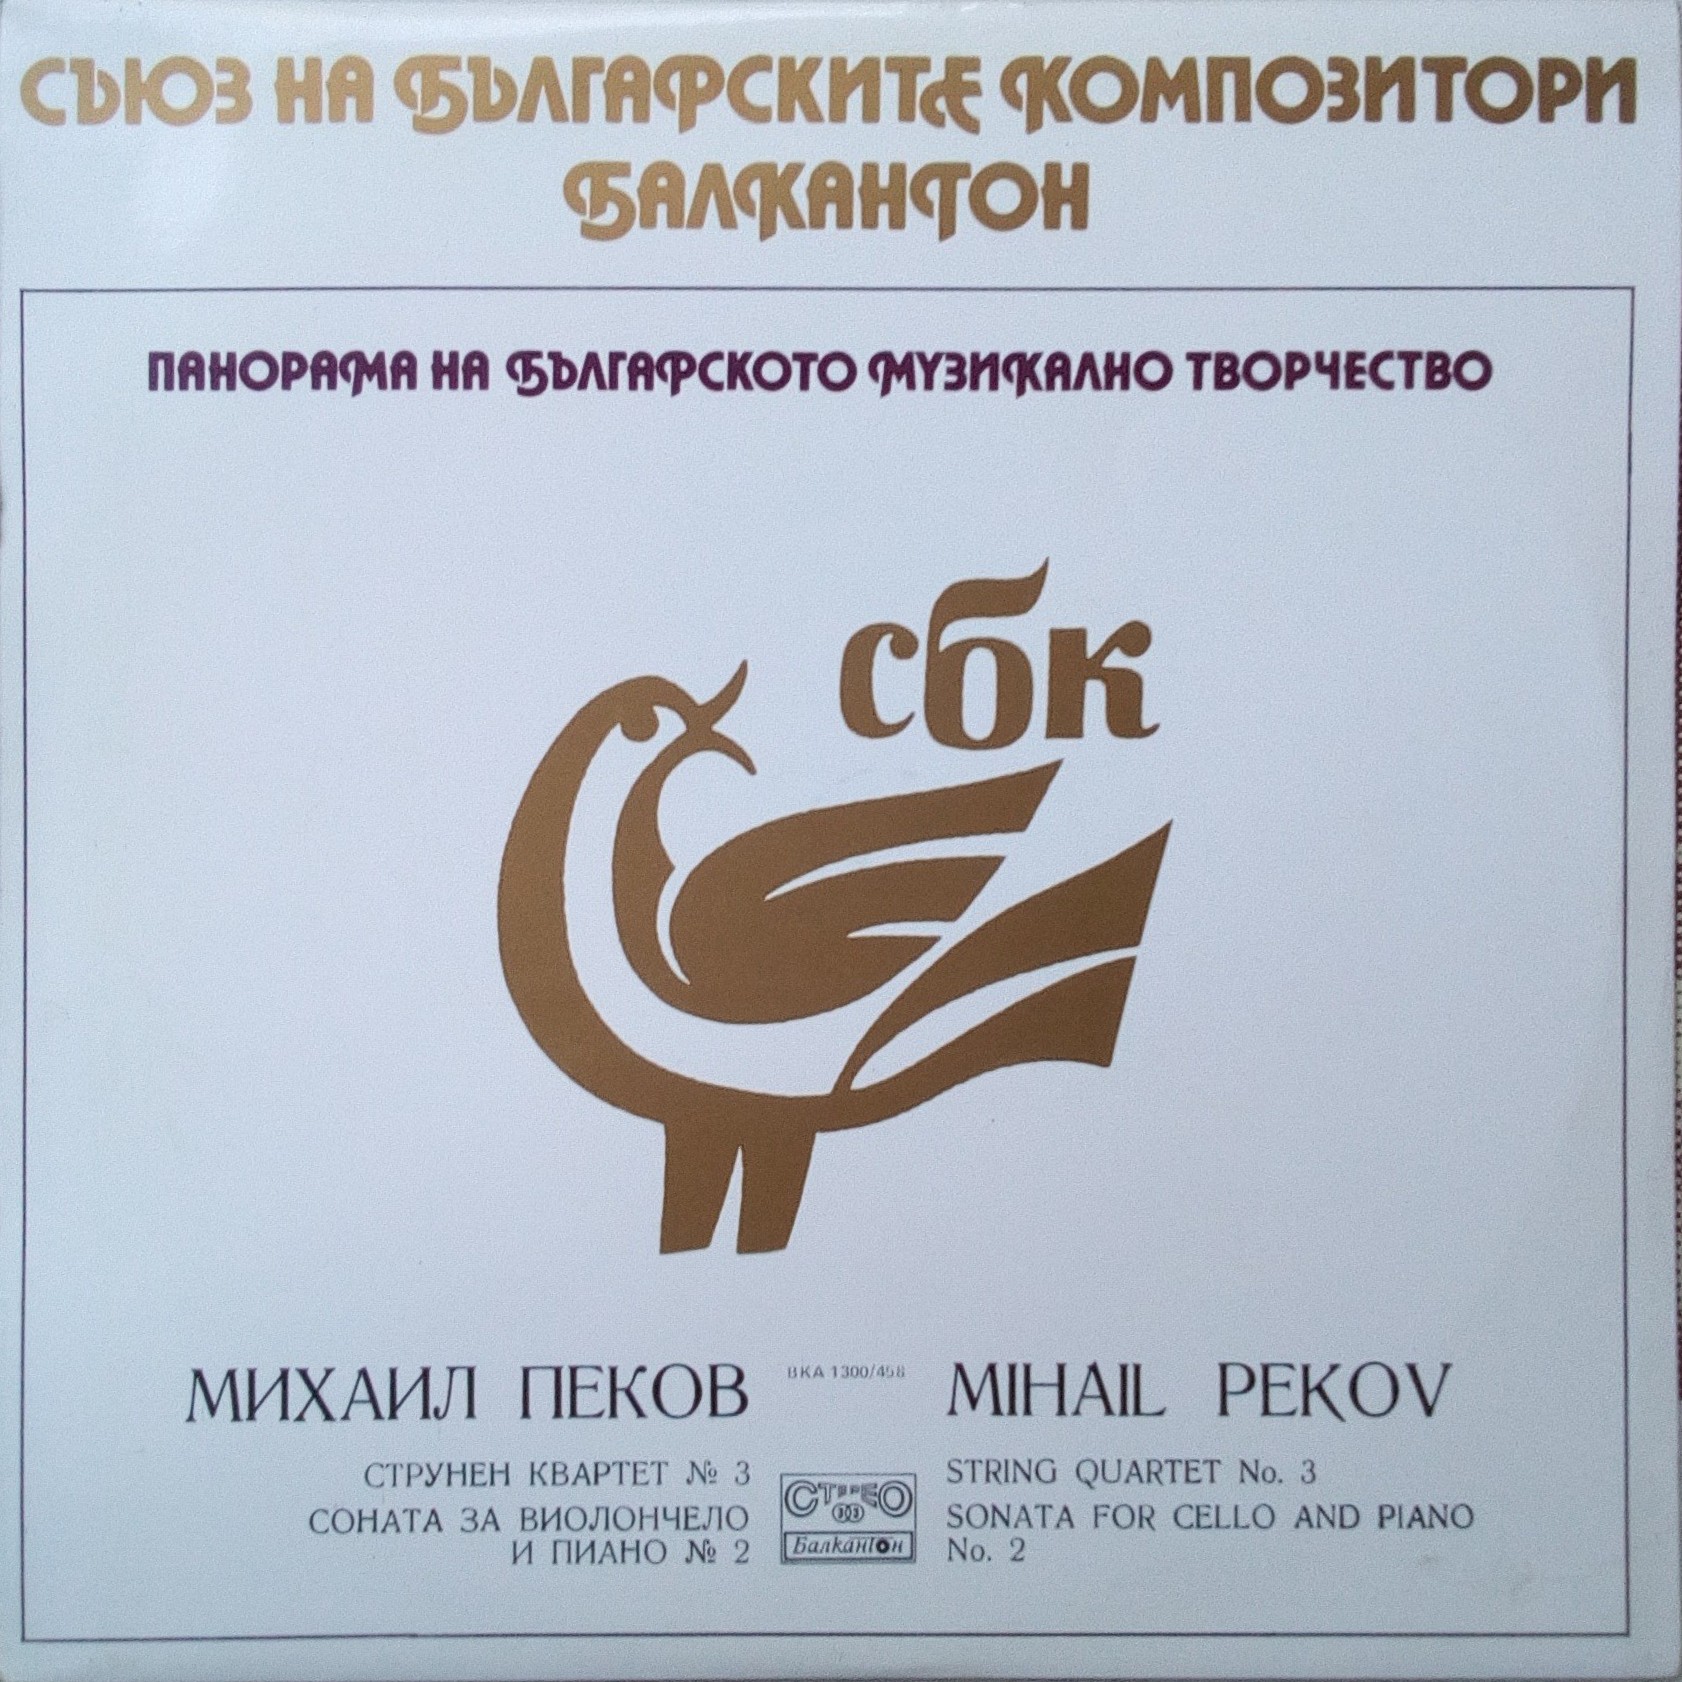 СЪЮЗ НА БЪЛГАРСКИТЕ КОМПОЗИТОРИ
БАЛКАНТОН
ПАНОРАМА НА БЪЛГАРСКОТО МУЗИКАЛНО ТВОРЧЕСТВО
сбк
МИХАИЛ ПЕКОВ
СТРУНЕН КВАРТЕТ № 3
СОНАТА ЗА ВИОЛОНЧЕЛО
И ПИАНО № 2
ВКА 1300/458
СТЕРЕО
33
Балкантон
MIHAIL PEKOV
STRING QUARTET No. 3
SONATA FOR CELLO AND PIANO
No. 2